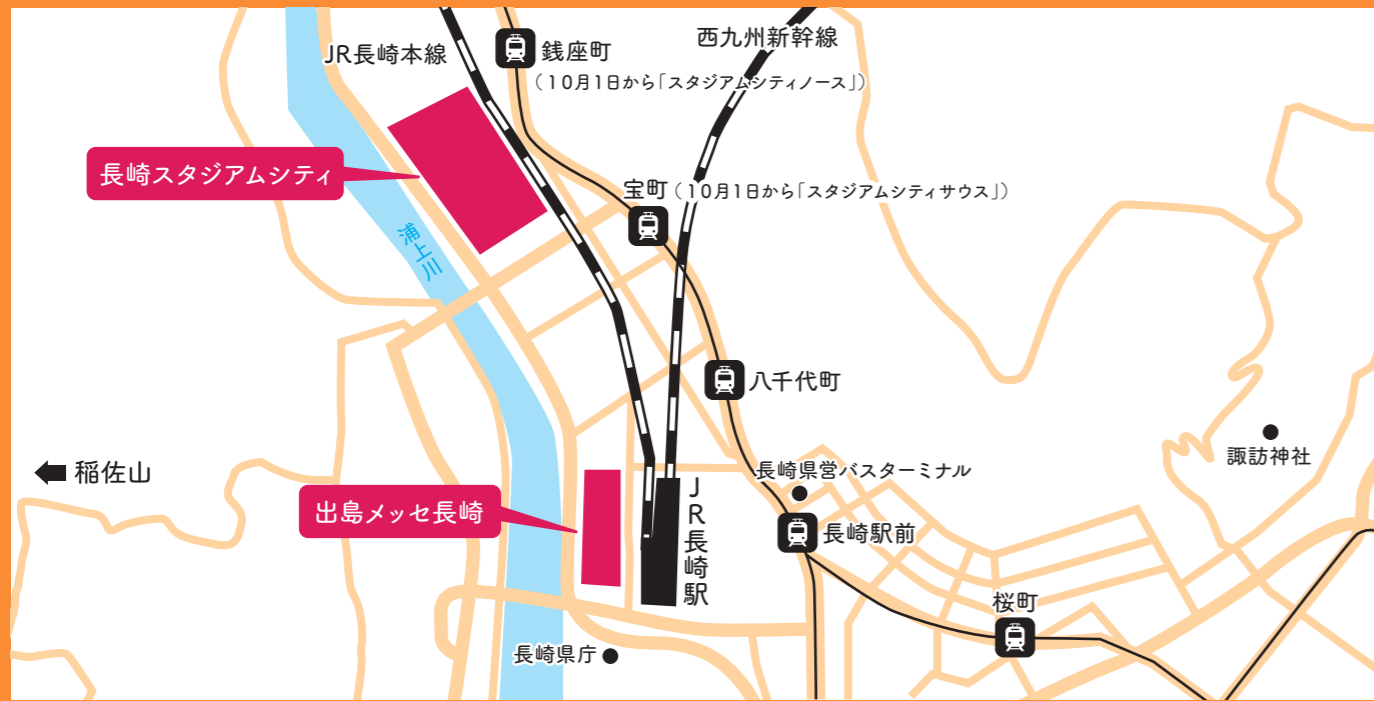 JR長崎本線
銭座町
(10月1日から「スタジアムシティノース」)
西九州新幹線
長崎スタジアムシティ
宝町(10月1日から「スタジアムシティサウス」)
浦上川
八千代町
稲佐山
出島メッセ長崎
JR長崎駅
長崎県営バスターミナル
長崎駅前
諏訪神社
桜町
長崎県庁